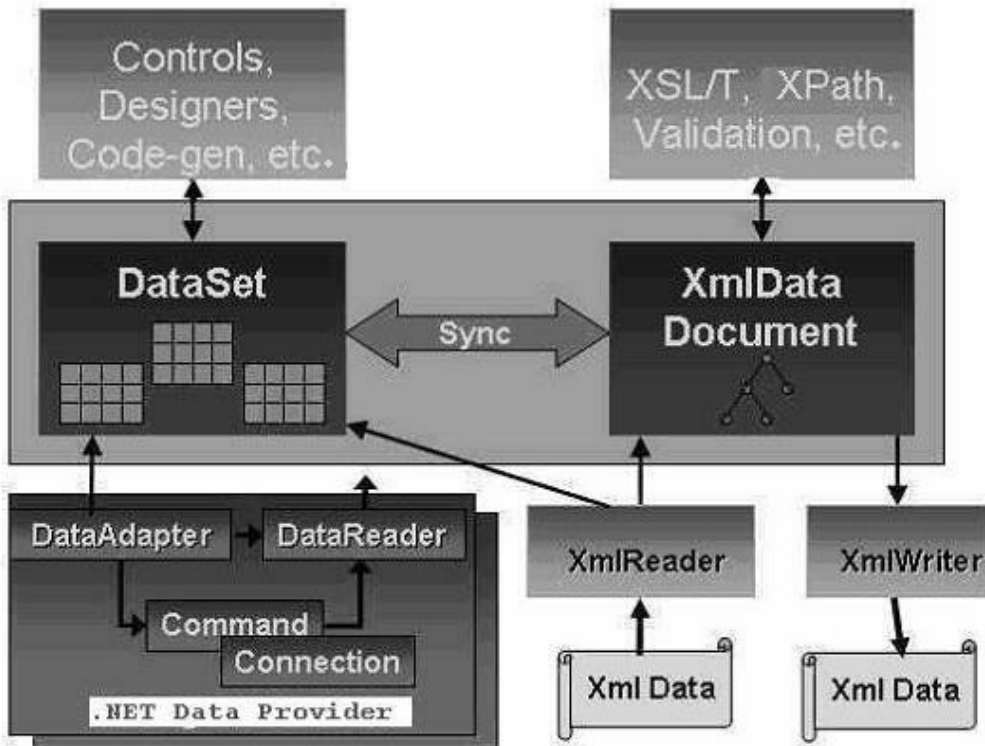 Controls,
Designers,
Code-gen, etc.
XSL/T, XPath,
Validation, etc.
DataSet
Sync
XmlData
Document
DataAdapter
DataReader
Command
Connection
.NET Data Provider
XmlReader
XmlWriter
Xml Data
Xml Data